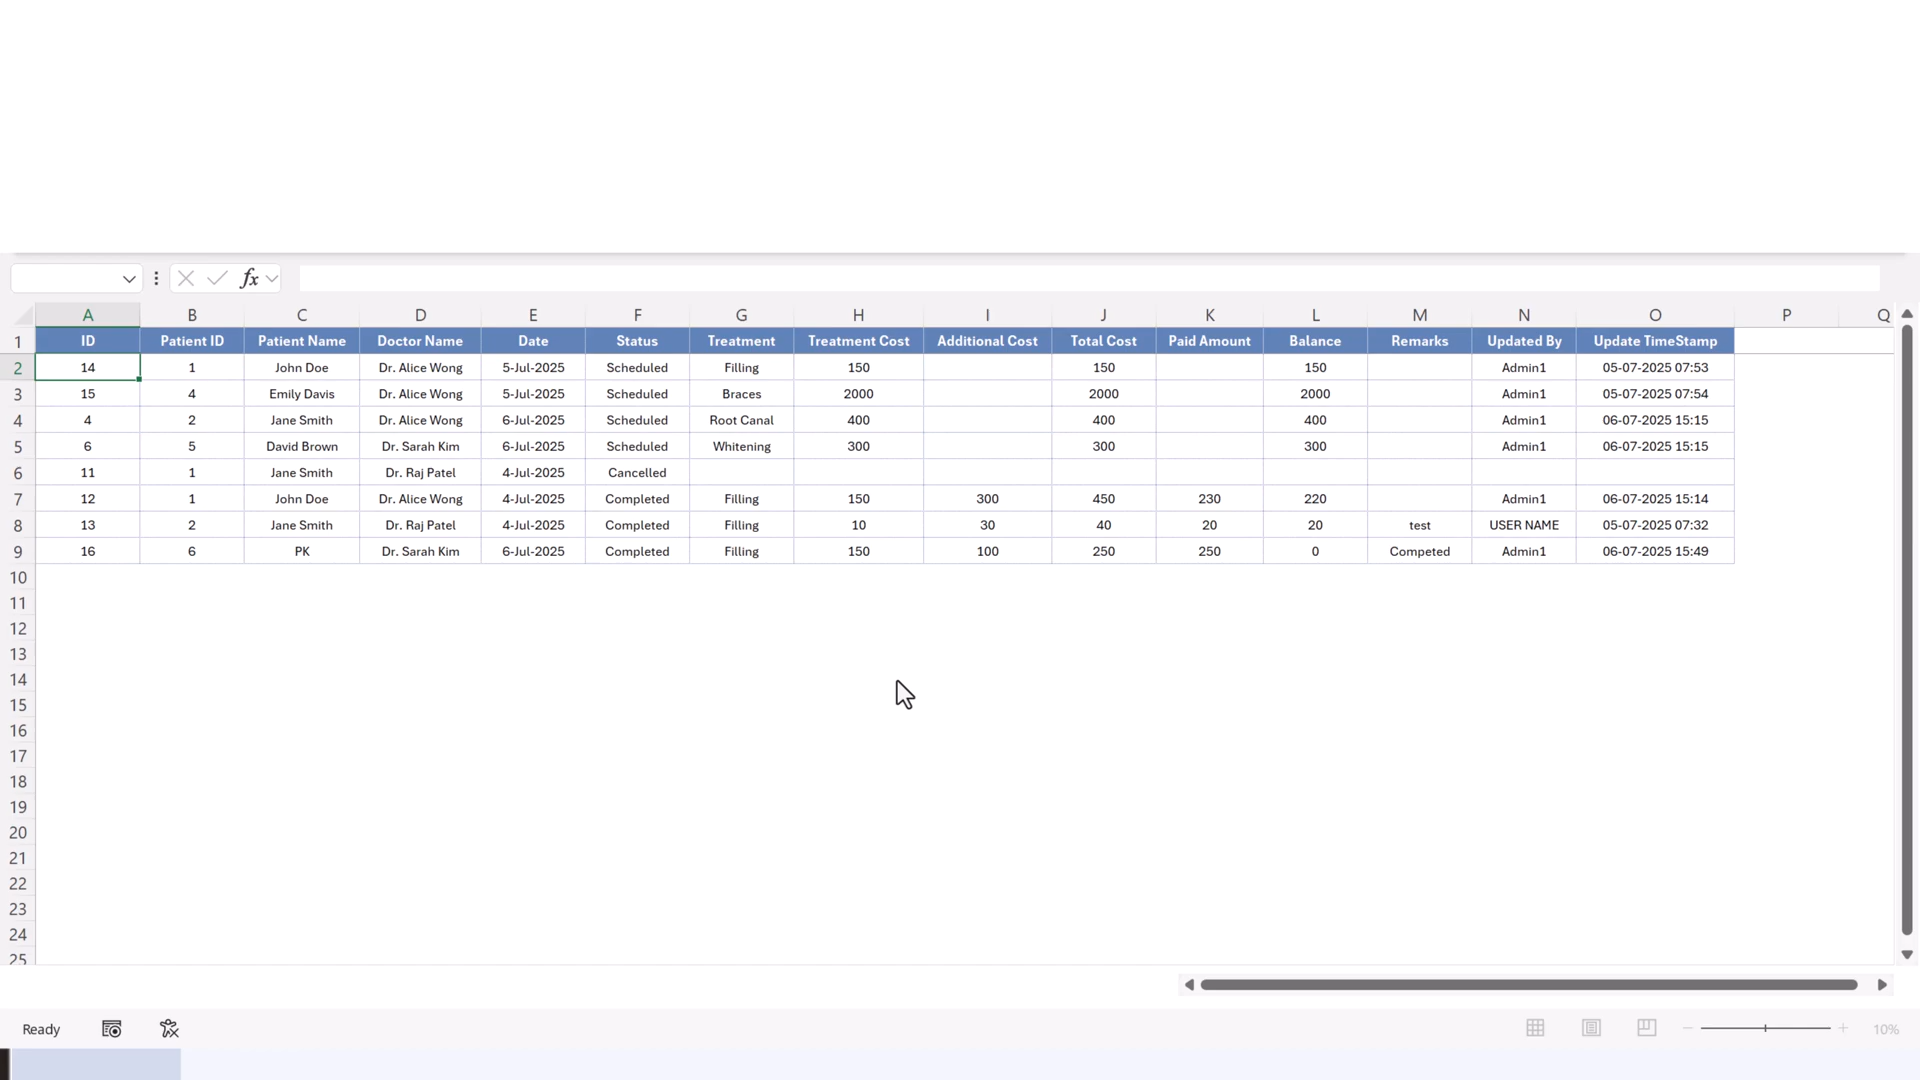 fx
A B C D E F G H I J K L M N O P Q
1 ID Patient ID Patient Name Doctor Name Date Status Treatment Treatment Cost Additional Cost Total Cost Paid Amount Balance Remarks Updated By Update TimeStamp
2 14 1 John Doe Dr. Alice Wong 5-Jul-2025 Scheduled Filling 150 150 150 Admin1 05-07-2025 07:53
3 15 4 Emily Davis Dr. Alice Wong 5-Jul-2025 Scheduled Braces 2000 2000 2000 Admin1 05-07-2025 07:54
4 4 2 Jane Smith Dr. Alice Wong 6-Jul-2025 Scheduled Root Canal 400 400 400 Admin1 06-07-2025 15:15
5 6 5 David Brown Dr. Sarah Kim 6-Jul-2025 Scheduled Whitening 300 300 300 Admin1 06-07-2025 15:15
6 11 1 Jane Smith Dr. Raj Patel 4-Jul-2025 Cancelled
7 12 1 John Doe Dr. Alice Wong 4-Jul-2025 Completed Filling 150 300 450 230 220 Admin1 06-07-2025 15:14
8 13 2 Jane Smith Dr. Raj Patel 4-Jul-2025 Completed Filling 10 30 40 20 20 test USER NAME 05-07-2025 07:32
9 16 6 PK Dr. Sarah Kim 6-Jul-2025 Completed Filling 150 100 250 250 0 Competed Admin1 06-07-2025 15:49
10
11
12
13
14
15
16
17
18
19
20
21
22
23
24
25
Ready 10%